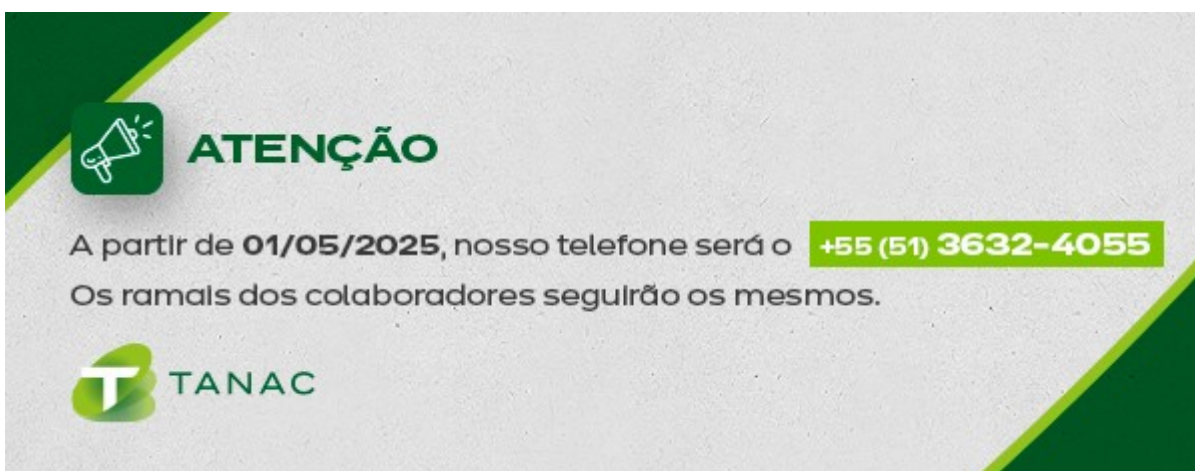 ATENÇÃO
A partir de 01/05/2025, nosso telefone será o +55 (51) 3632-4055
Os ramais dos colaboradores seguirão os mesmos.
T TANAC